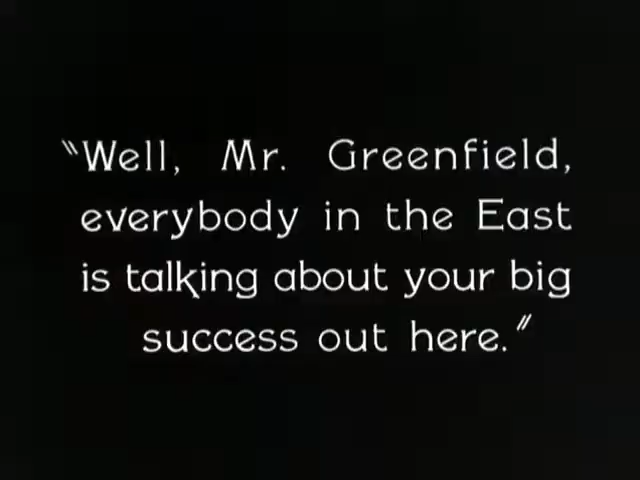 "Well, Mr. Greenfield,
everybody in the East
is talking about your big
success out here."